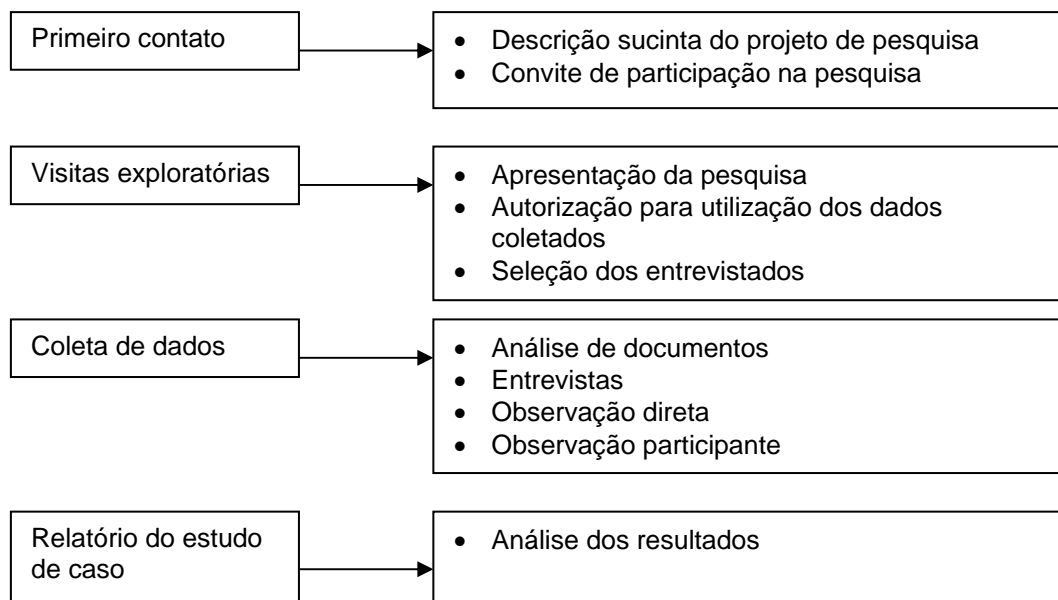 Primeiro contato
• Descrição sucinta do projeto de pesquisa
• Convite de participação na pesquisa
Visitas exploratórias
• Apresentação da pesquisa
• Autorização para utilização dos dados
coletados
• Seleção dos entrevistados
Coleta de dados
• Análise de documentos
• Entrevistas
• Observação direta
• Observação participante
Relatório do estudo
de caso
• Análise dos resultados